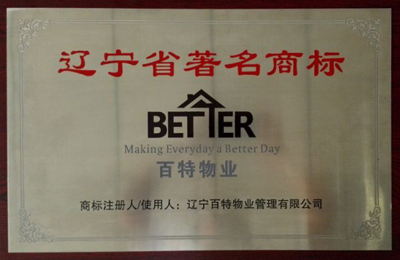 辽宁省著名商标
BETTER
Making Everyday a Better Day
百特物业
商标注册人/使用人：辽宁百特物业管理有限公司